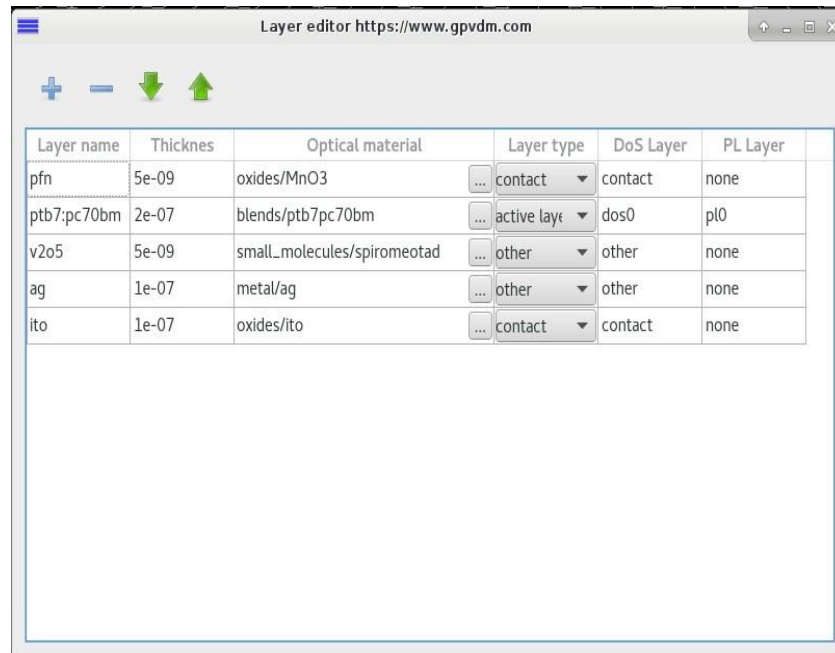 Layer editor https://www.gpvdm.com
Layer name Thicknes Optical material Layer type DoS Layer PL Layer
pfn 5e-09 oxides/MnO3 ... contact contact none
ptb7:pc70bm 2e-07 blends/ptb7pc70bm ... active laye dos0 pl0
v2o5 5e-09 small_molecules/spiromeotad ... other other none
ag 1e-07 metal/ag ... other other none
ito 1e-07 oxides/ito ... contact contact none